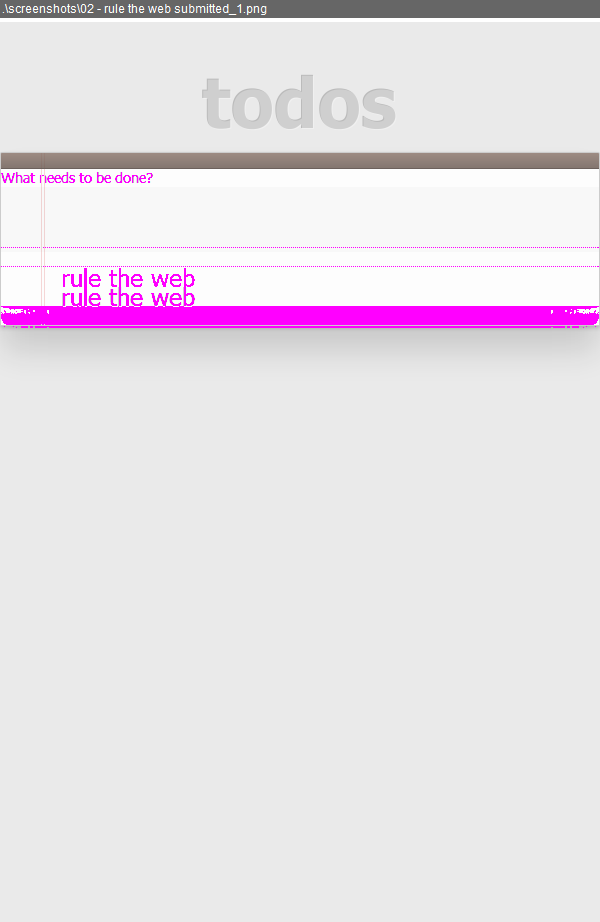 .\screenshots\02 - rule the web submitted_1.png
todos
What needs to be done?
rule the web
rule the web